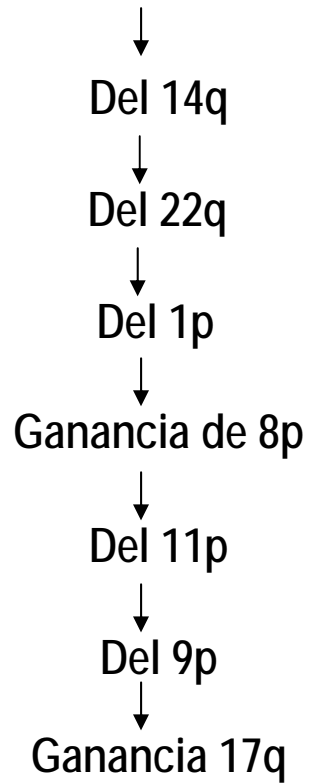 Del 14q
Del 22q
Del 1p
Ganancia de 8p
Del 11p
Del 9p
Ganancia 17q